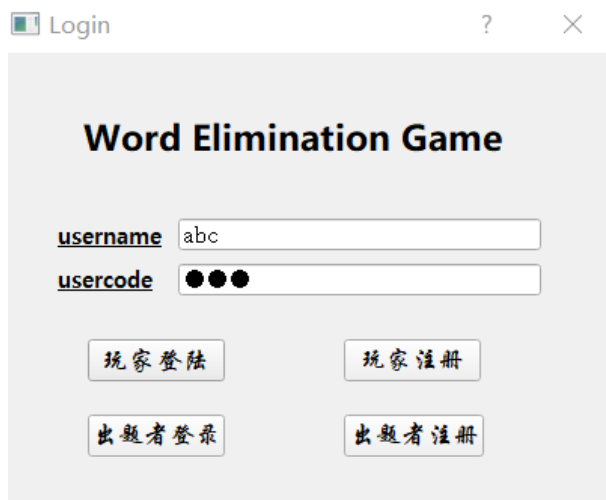 Login
Word Elimination Game
username abc
usercode ●●●
玩家登陆 玩家注册
出题者登录 出题者注册